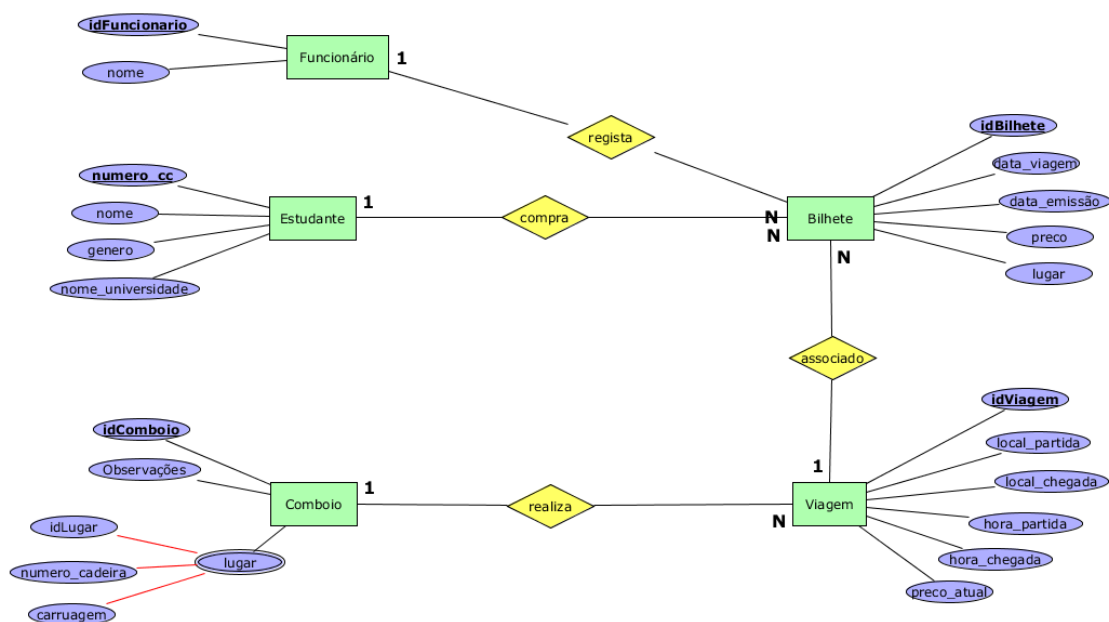 idFuncionario
Funcionário
1
nome
regista
idBilhete
data_viagem
numero_cc
nome
Estudante
1
compra
N
N
Bilhete
N
data_emissão
preco
genero
lugar
nome_universidade
associado
idViagem
idComboio
local_partida
Observações
1
local_chegada
Comboio
1
realiza
N
Viagem
idLugar
hora_partida
lugar
numero_cadeira
hora_chegada
preco_atual
carruagem